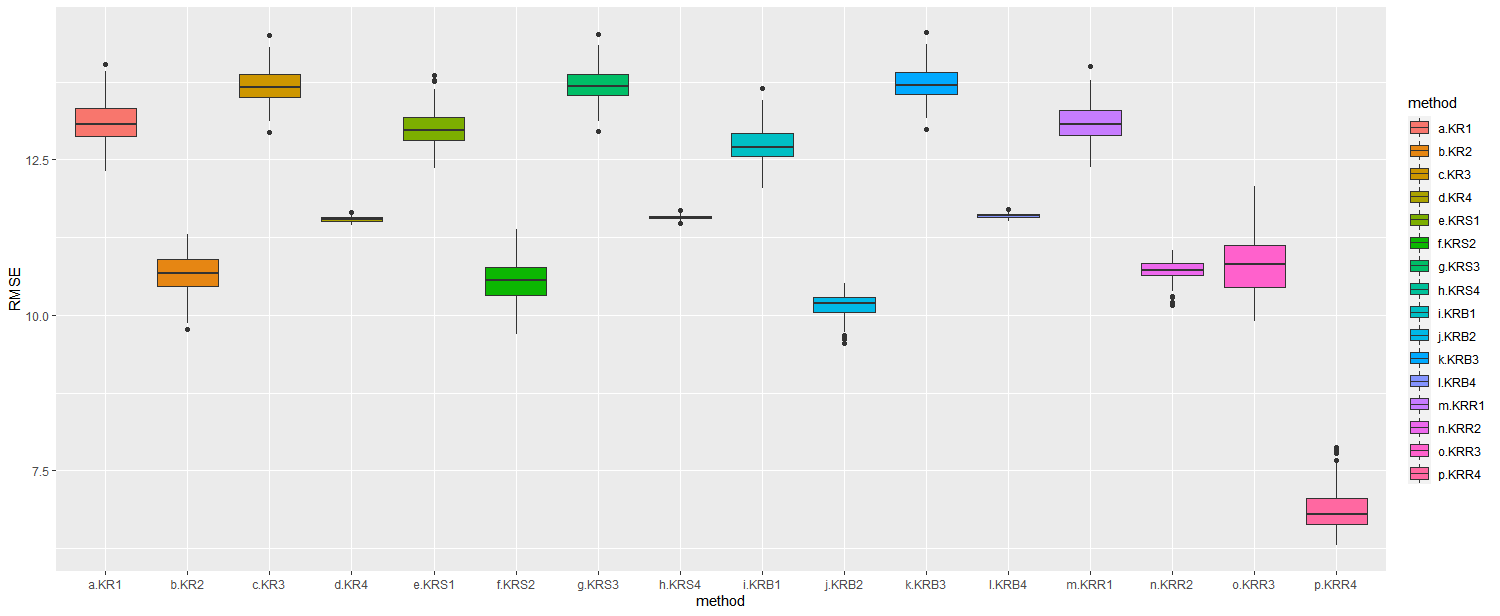 RMSE
12.5
10.0
7.5
a.KR1 b.KR2 c.KR3 d.KR4 e.KRS1 f.KRS2 g.KRS3 h.KRS4 i.KRB1 j.KRB2 k.KRB3 l.KRB4 m.KRR1 n.KRR2 o.KRR3 p.KRR4
method
method
a.KR1
b.KR2
c.KR3
d.KR4
e.KRS1
f.KRS2
g.KRS3
h.KRS4
i.KRB1
j.KRB2
k.KRB3
l.KRB4
m.KRR1
n.KRR2
o.KRR3
p.KRR4